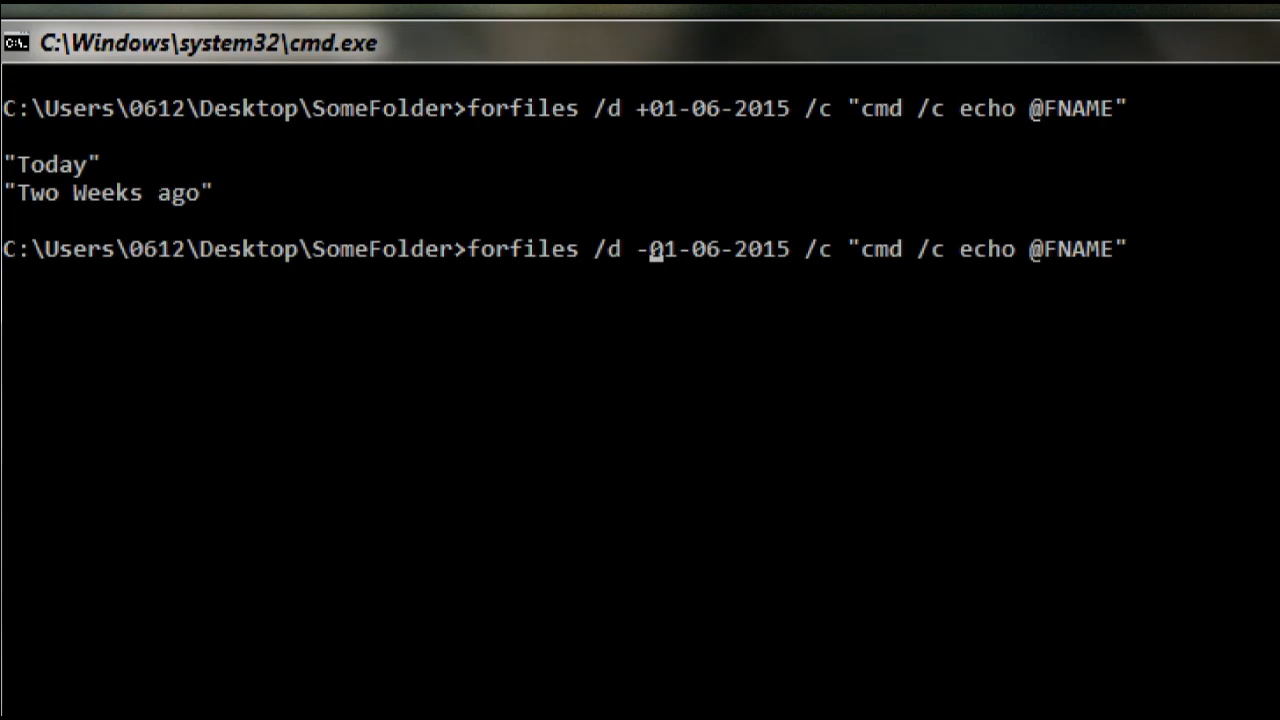 C:\Windows\system32\cmd.exe
C:\Users\0612\Desktop\SomeFolder>forfiles /d +01-06-2015 /c "cmd /c echo @FNAME"
"Today"
"Two Weeks ago"
C:\Users\0612\Desktop\SomeFolder>forfiles /d -01-06-2015 /c "cmd /c echo @FNAME"